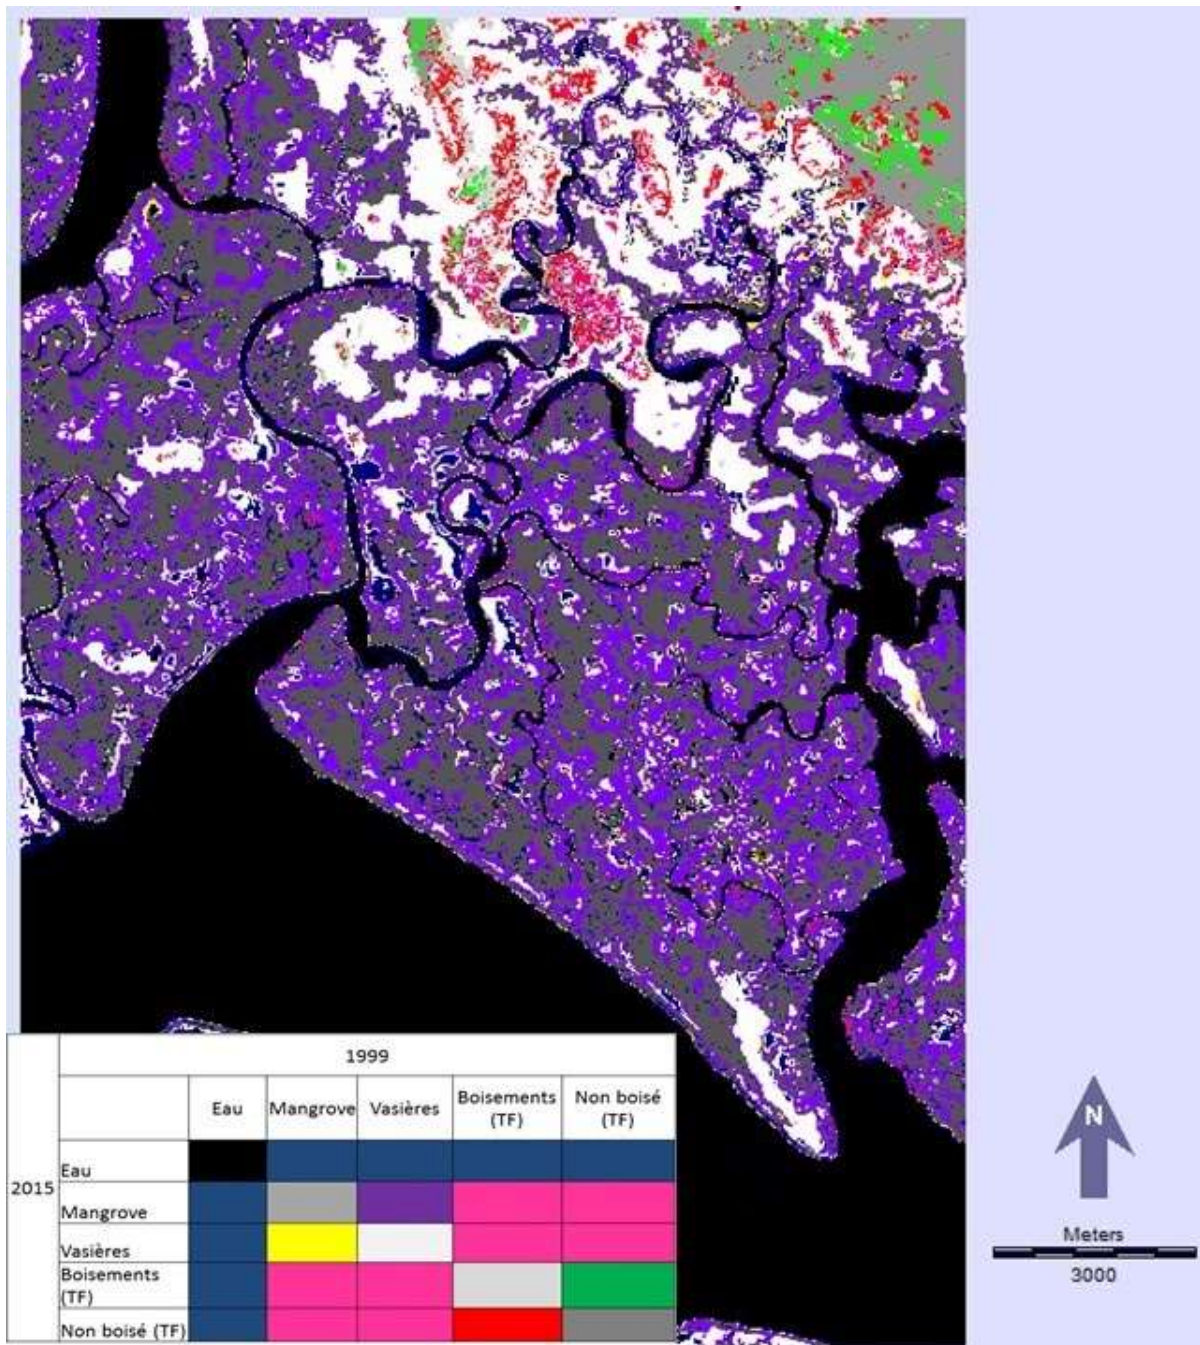 N
Meters
3000
1999
Eau Mangrove Vasières Boisements (TF) Non boisé (TF)
2015
Eau
Mangrove
Vasières
Boisements
(TF)
Non boisé (TF)